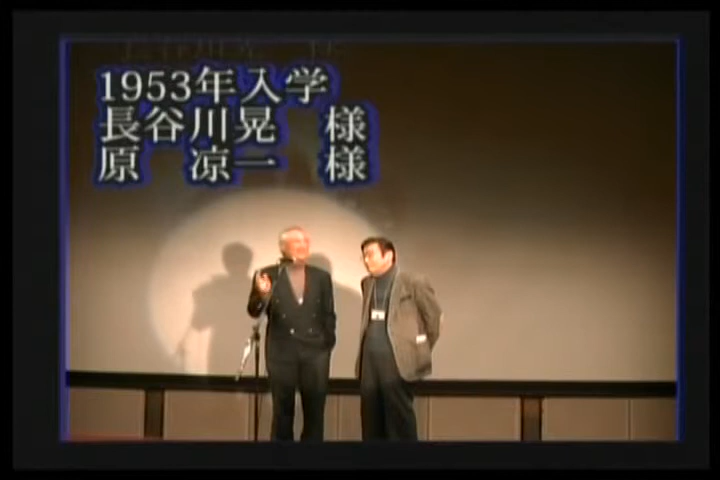 1953年入学
長谷川晃　様
原　凉一　様